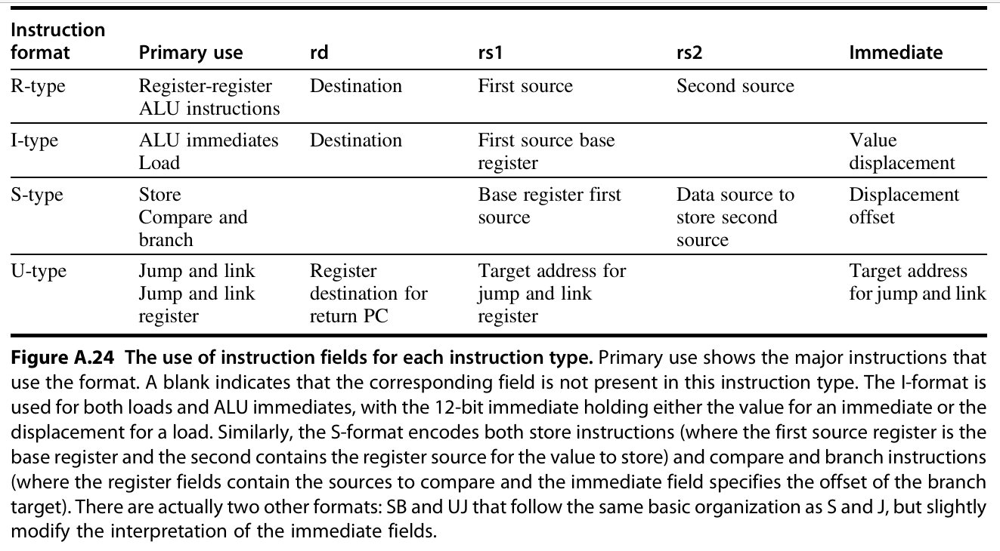 Instruction
format Primary use rd rs1 rs2 Immediate
R-type Register-register Destination First source Second source
ALU instructions
I-type ALU immediates Destination First source base Value
Load register displacement
S-type Store Base register first Data source to Displacement
Compare and source store second offset
branch source
U-type Jump and link Register Target address for Target address
Jump and link destination for jump and link for jump and link
register return PC register
Figure A.24 The use of instruction fields for each instruction type. Primary use shows the major instructions that
use the format. A blank indicates that the corresponding field is not present in this instruction type. The I-format is
used for both loads and ALU immediates, with the 12-bit immediate holding either the value for an immediate or the
displacement for a load. Similarly, the S-format encodes both store instructions (where the first source register is the
base register and the second contains the register source for the value to store) and compare and branch instructions
(where the register fields contain the sources to compare and the immediate field specifies the offset of the branch
target). There are actually two other formats: SB and UJ that follow the same basic organization as S and J, but slightly
modify the interpretation of the immediate fields.